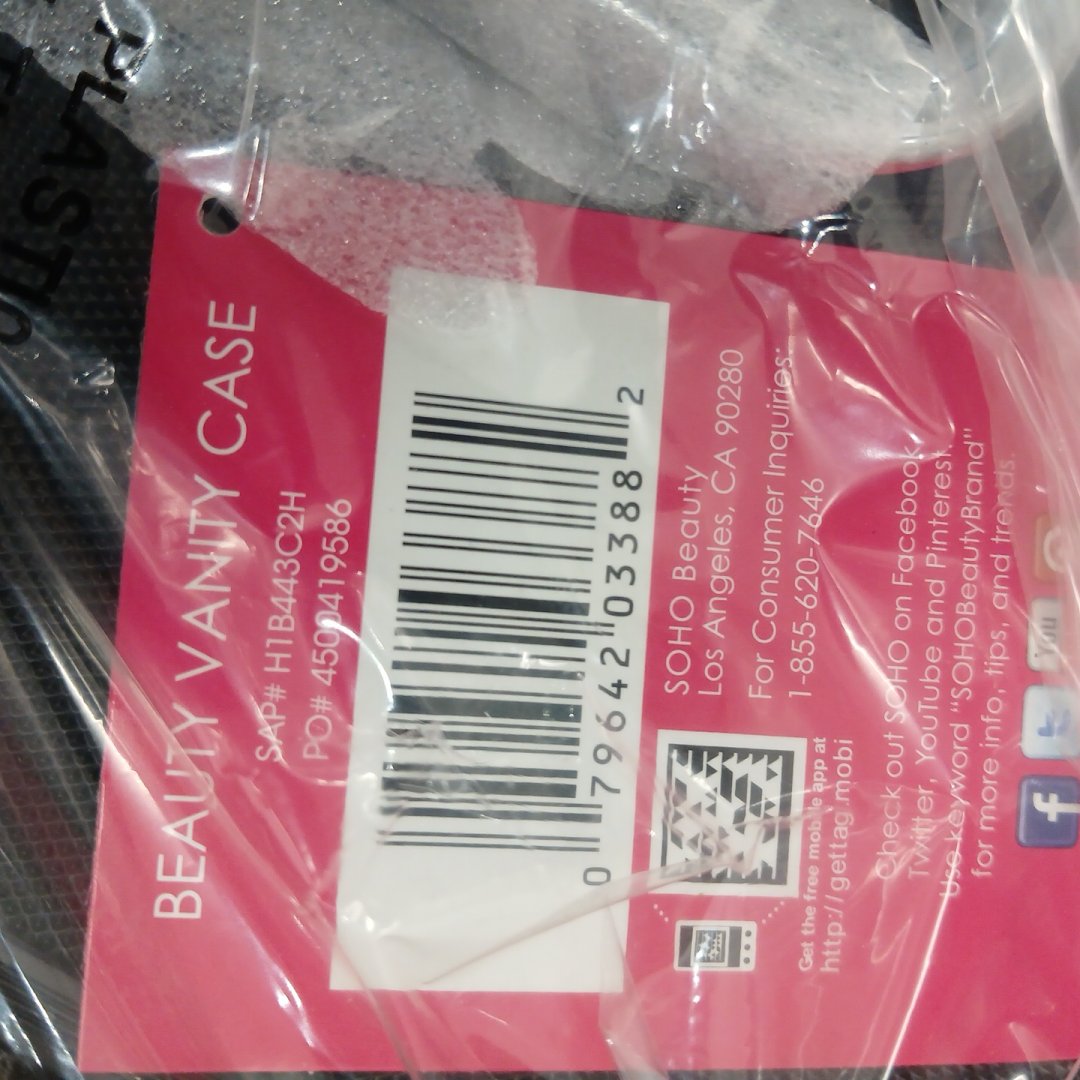 BEAUTY VANITY CASE
SAP# H1B443C2H
PO# 4500419586
0 79642 03388 2
SOHO Beauty
Los Angeles, CA 90280
For Consumer Inquiries:
1-855-620-7646
Get the free mobile app at
http://gettag.mobi
Check out SOHO on Facebook,
Twitter, YouTube and Pinterest.
Use keyword "SOHOBeautyBrand"
for more info, tips, and trends.
f
t
You
PLASTIC